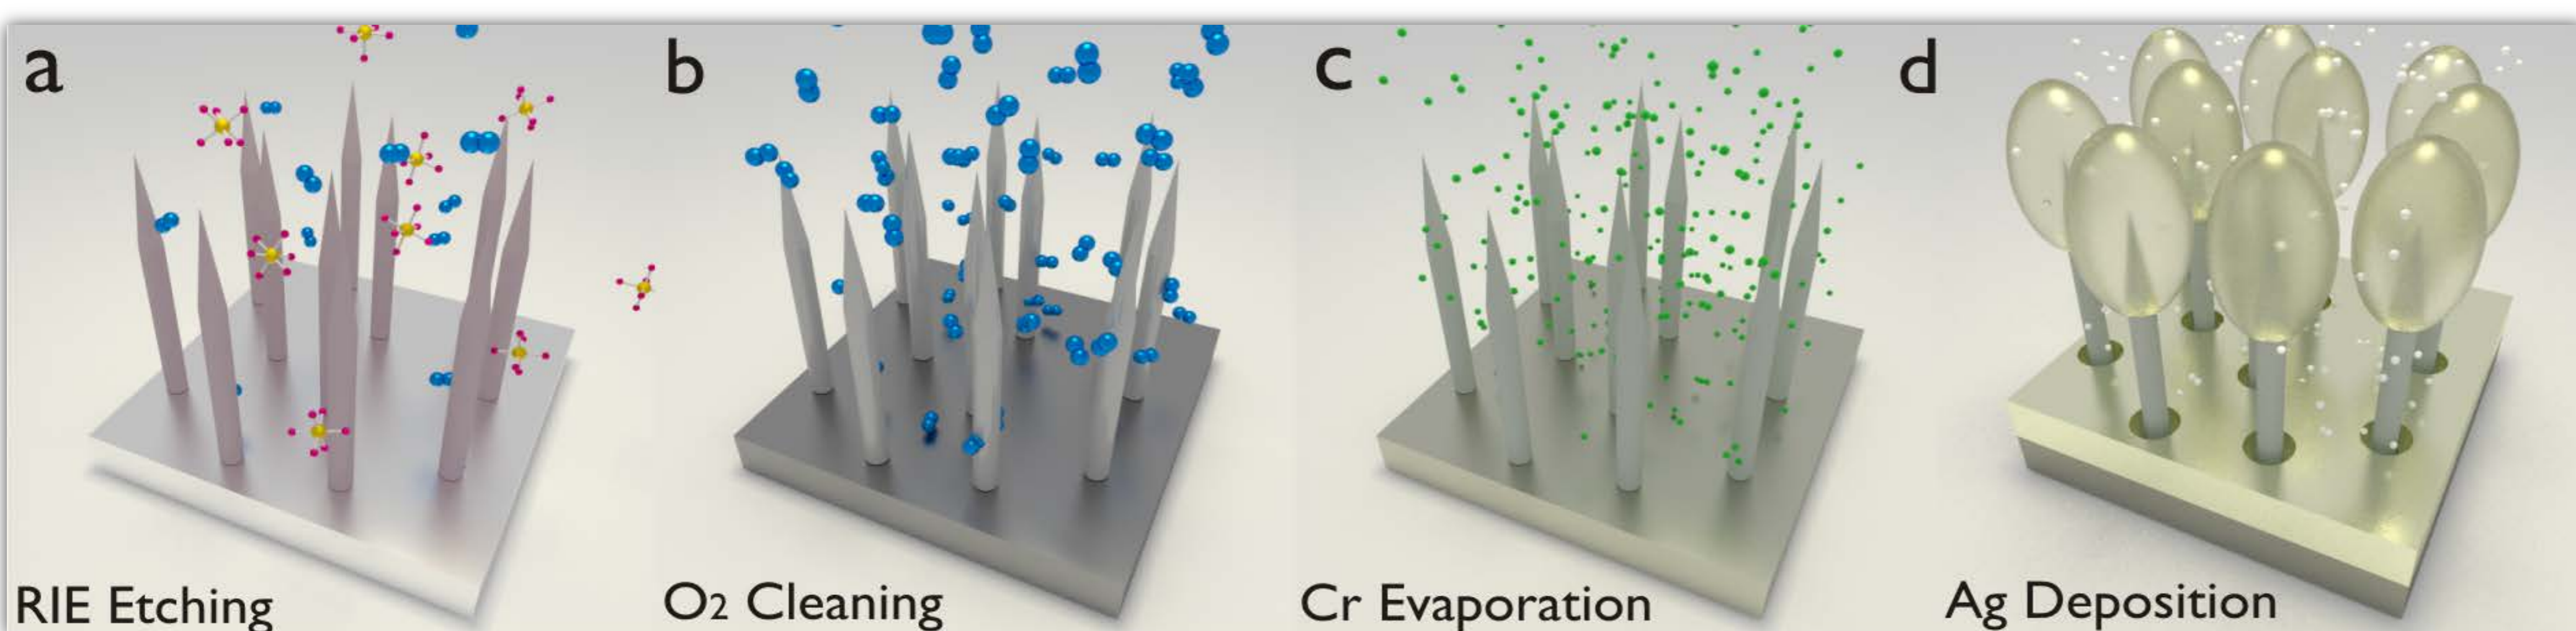 a
b
c
d
RIE Etching
O2 Cleaning
Cr Evaporation
Ag Deposition